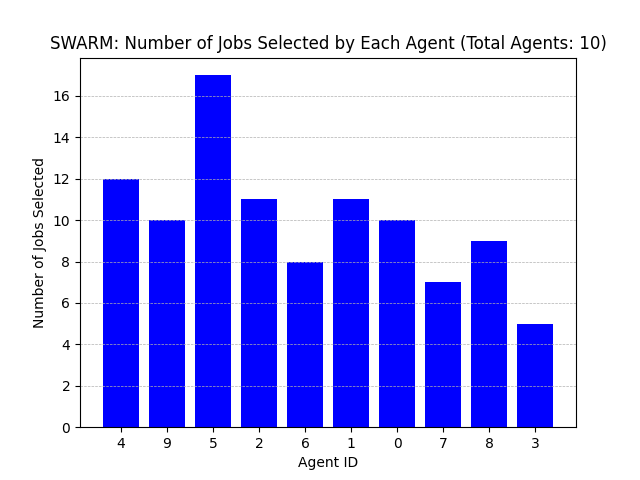 SWARM: Number of Jobs Selected by Each Agent (Total Agents: 10)
Number of Jobs Selected
16
14
12
10
8
6
4
2
0
4 9 5 2 6 1 0 7 8 3
Agent ID